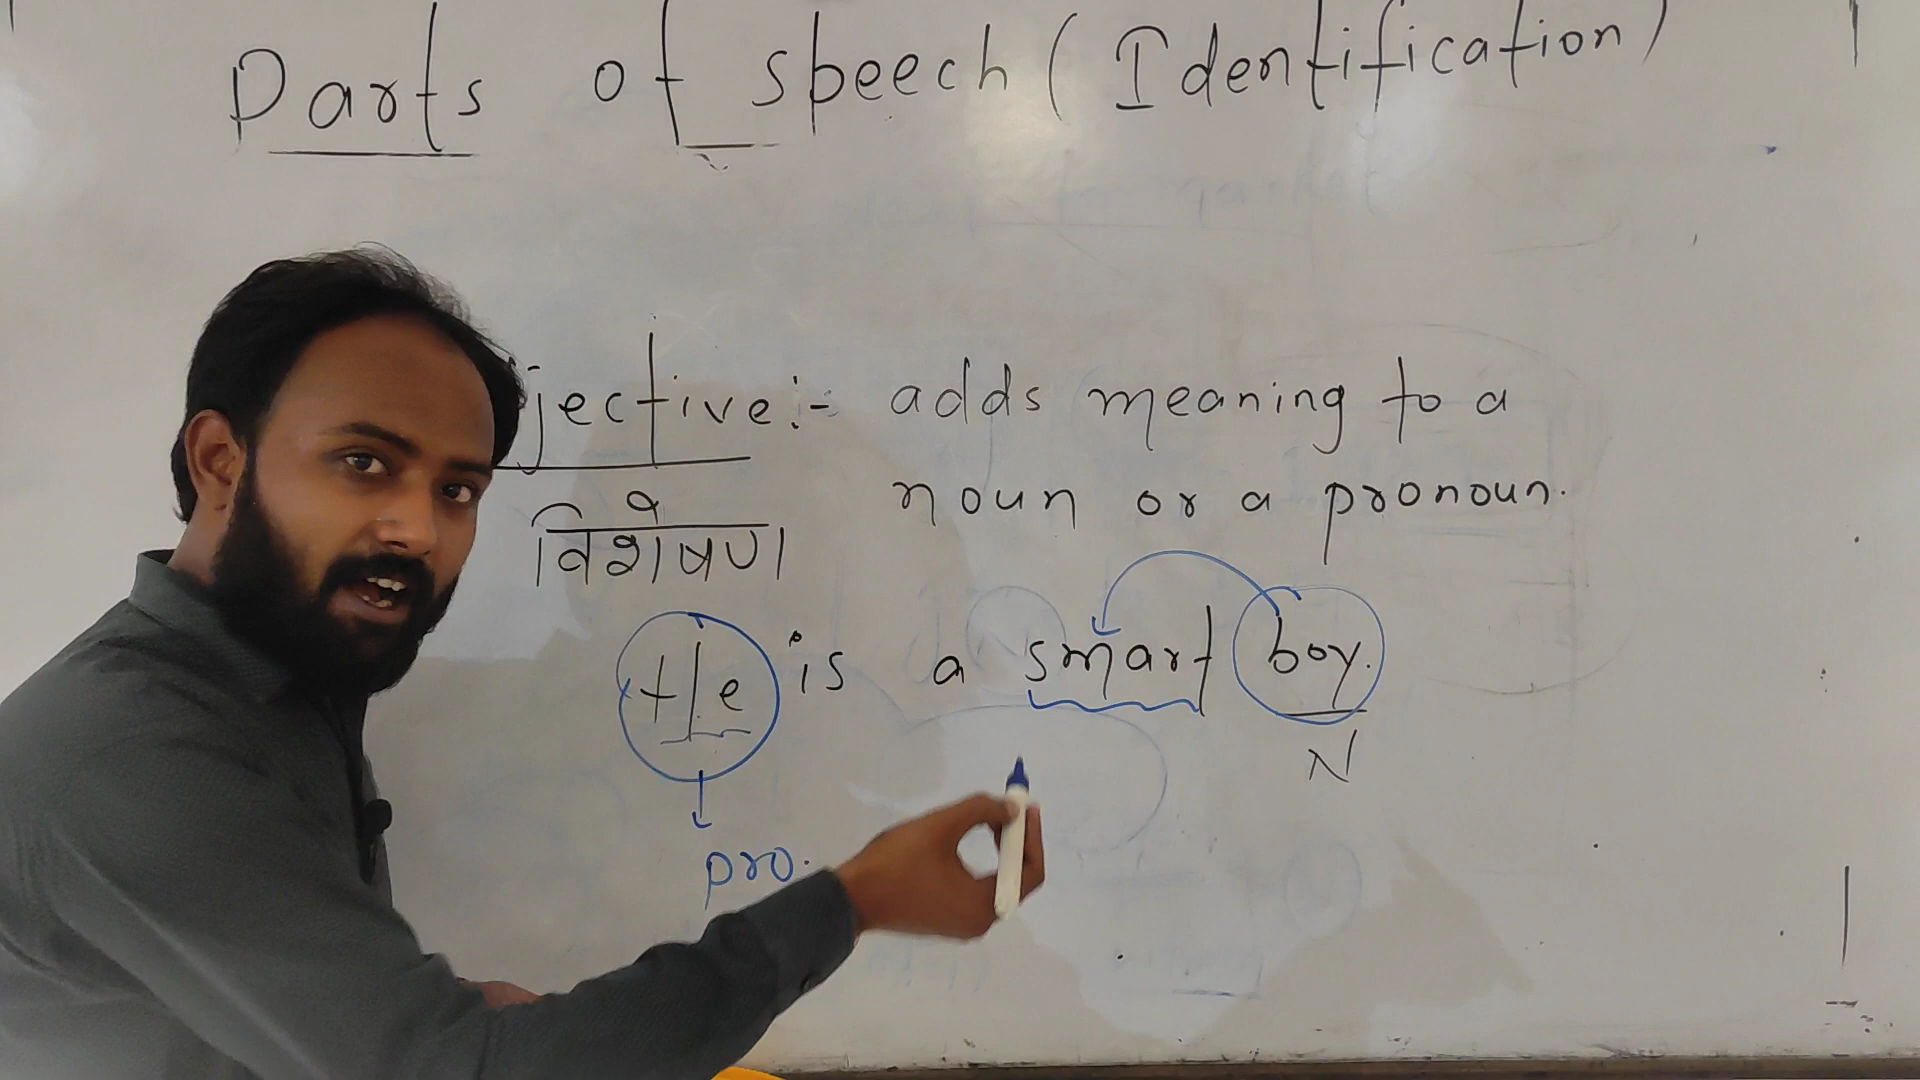 Parts of speech (Identification)
jective :- adds meaning to a
noun or a pronoun.
विशेषण
He is a smart boy.
N
pro.